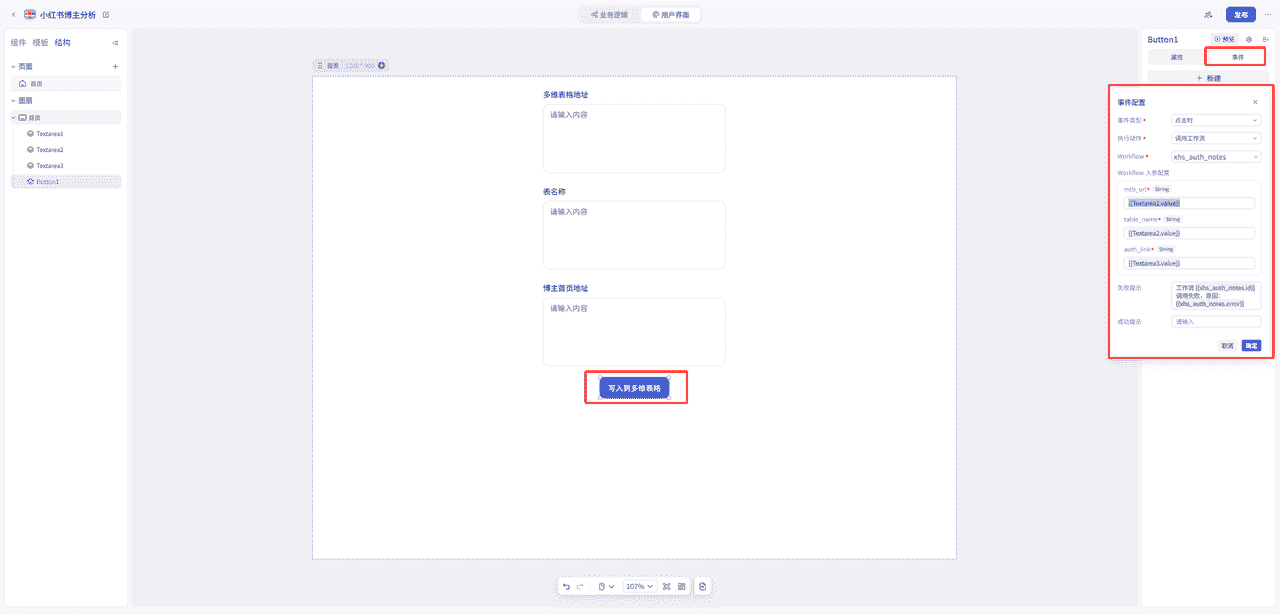 小红书博主分析
业务逻辑
用户界面
发布
组件 模板 结构
页面
首页
图层
首页
Textarea1
Textarea2
Textarea3
Button1
多维表格地址
请输入内容
表名称
请输入内容
博主首页地址
请输入内容
写入到多维表格
107%
Button1
预览
属性
事件
+ 新建
事件配置
事件类型*
点击时
执行动作*
调用工作流
Workflow*
xhs_auth_notes
Workflow 入参配置
mtb_url* String
{{Textarea1.value}}
table_name* String
{{Textarea2.value}}
auth_link* String
{{Textarea3.value}}
失败提示
工作流 {{xhs_auth_notes.id}}
调用失败，原因:
{{xhs_auth_notes.error}}
成功提示
请输入
取消
确定